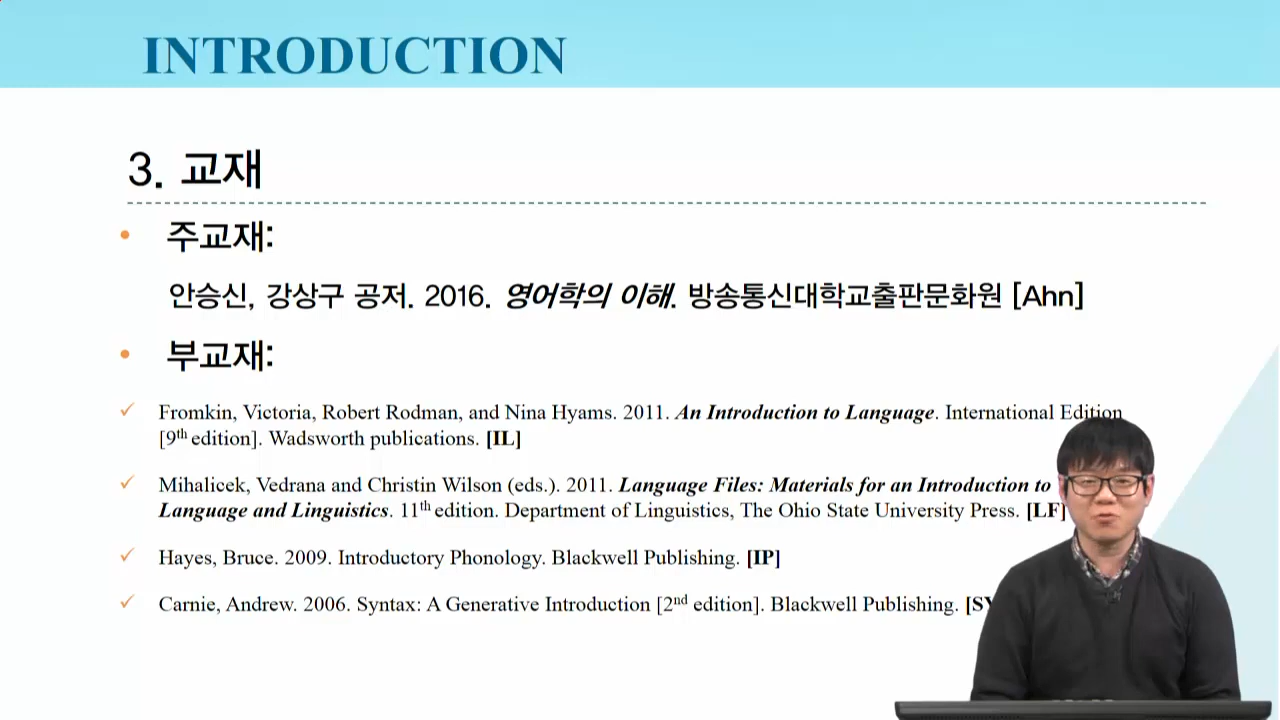 INTRODUCTION
3. 교재
• 주교재:
안승신, 강상구 공저. 2016. 영어학의 이해. 방송통신대학교출판문화원 [Ahn]
• 부교재:
✓ Fromkin, Victoria, Robert Rodman, and Nina Hyams. 2011. An Introduction to Language. International Edition
[9th edition]. Wadsworth publications. [IL]
✓ Mihalicek, Vedrana and Christin Wilson (eds.). 2011. Language Files: Materials for an Introduction to
Language and Linguistics. 11th edition. Department of Linguistics, The Ohio State University Press. [LF]
✓ Hayes, Bruce. 2009. Introductory Phonology. Blackwell Publishing. [IP]
✓ Carnie, Andrew. 2006. Syntax: A Generative Introduction [2nd edition]. Blackwell Publishing.